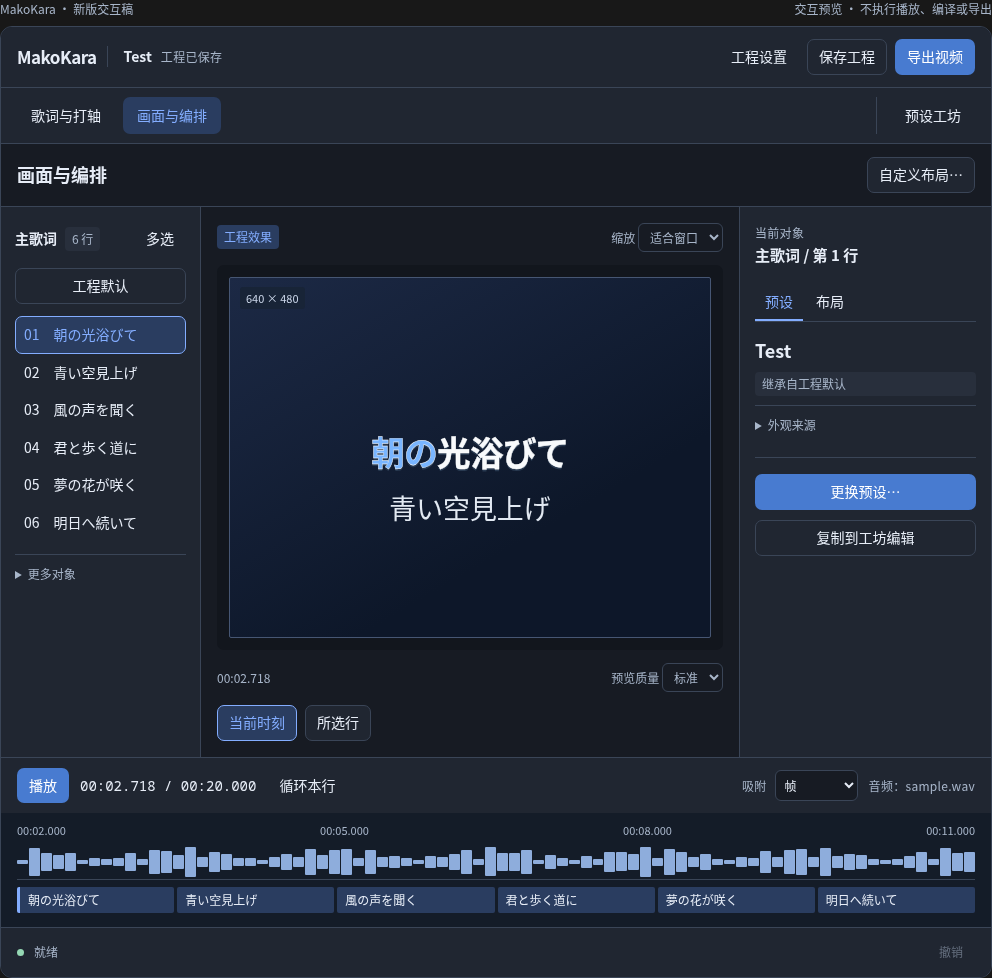 MakoKara • 新版交互稿
交互预览 • 不执行播放、编译或导出
MakoKara
Test 工程已保存
工程设置
保存工程
导出视频
歌词与打轴
画面与编排
预设工坊
画面与编排
自定义布局…
主歌词 6 行 多选
工程默认
01 朝の光浴びて
02 青い空見上げ
03 風の声を聞く
04 君と歩く道に
05 夢の花が咲く
06 明日へ続いて
更多对象
工程效果
缩放 适合窗口
640 × 480
朝の光浴びて
青い空見上げ
00:02.718
预览质量 标准
当前时刻
所选行
当前对象
主歌词 / 第 1 行
预设 布局
Test
继承自工程默认
外观来源
更换预设…
复制到工坊编辑
播放 00:02.718 / 00:20.000 循环本行
吸附 帧 音频: sample.wav
00:02.000 00:05.000 00:08.000 00:11.000
朝の光浴びて 青い空見上げ 風の声を聞く 君と歩く道に 夢の花が咲く 明日へ続いて
就绪
撤销